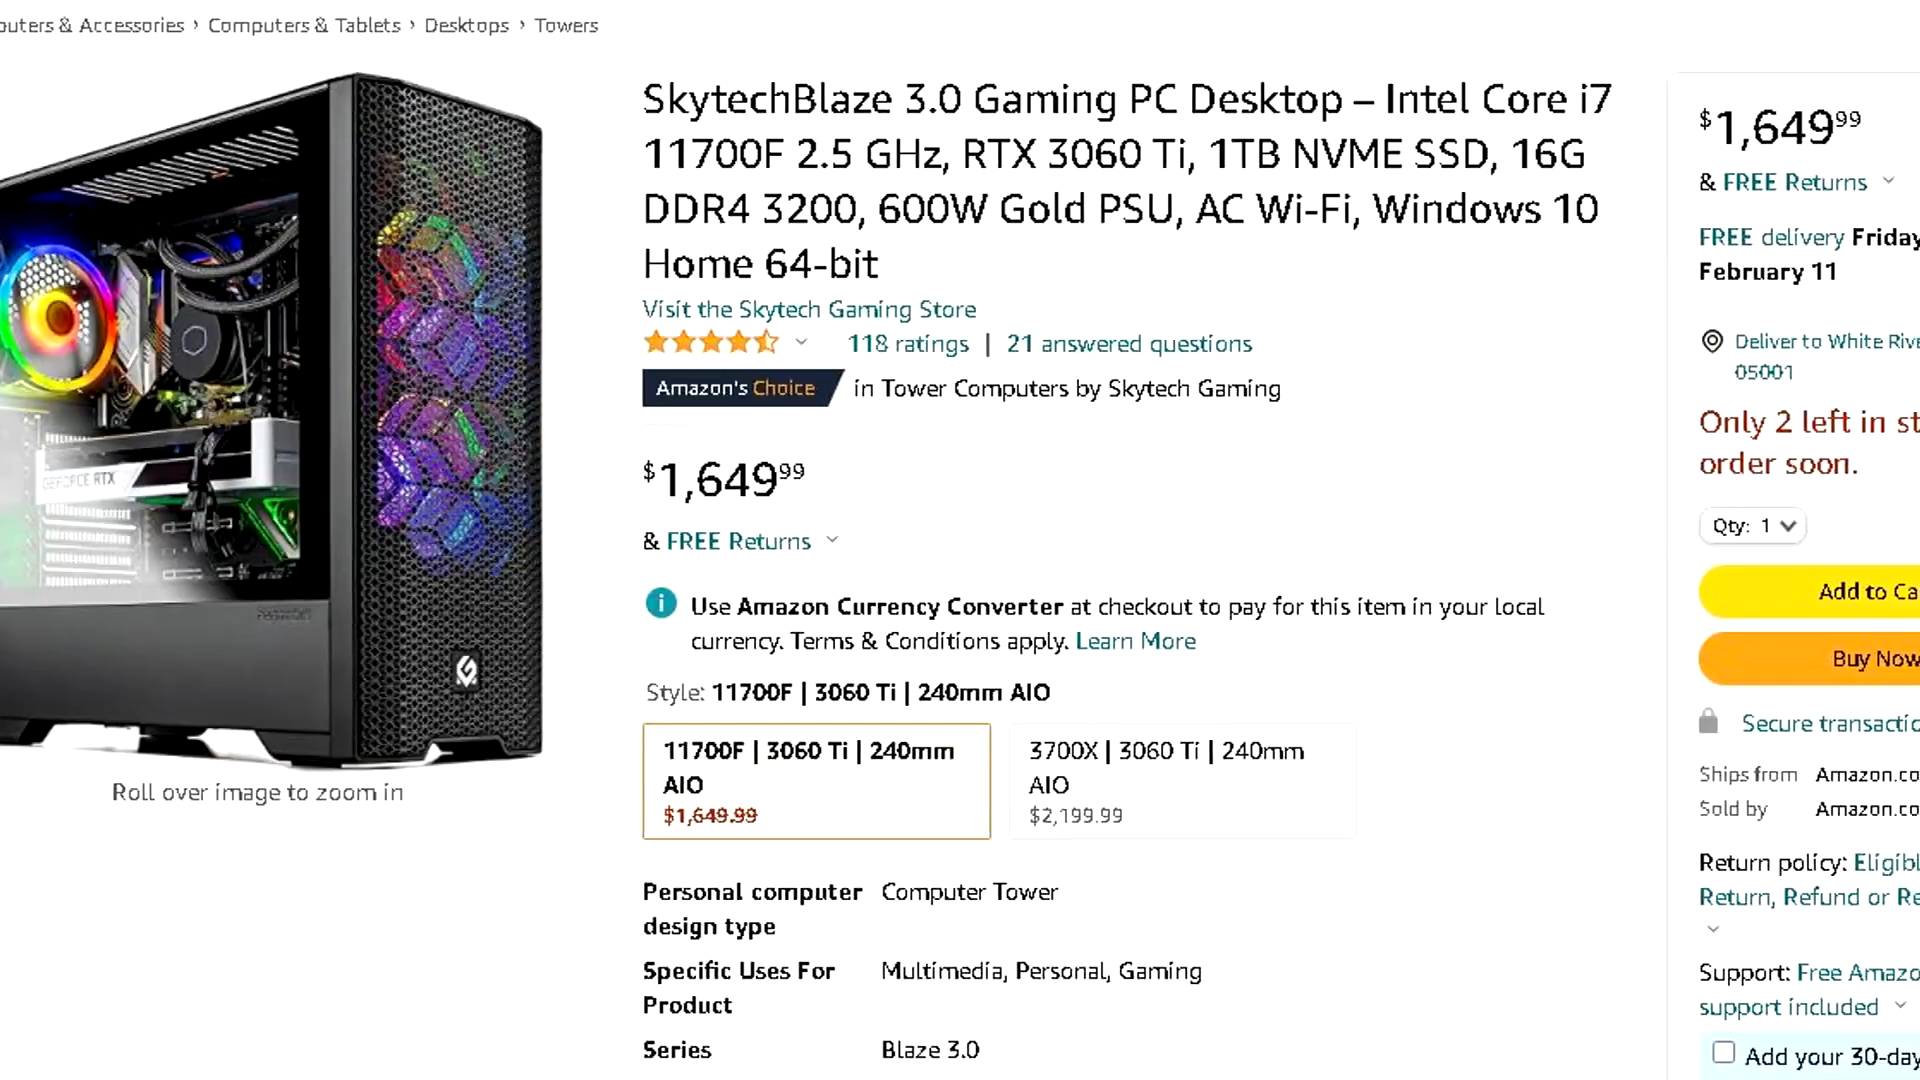 outers & Accessories › Computers & Tablets › Desktops › Towers
SkytechBlaze 3.0 Gaming PC Desktop – Intel Core i7
11700F 2.5 GHz, RTX 3060 Ti, 1TB NVME SSD, 16G
DDR4 3200, 600W Gold PSU, AC Wi-Fi, Windows 10
Home 64-bit
Visit the Skytech Gaming Store
118 ratings | 21 answered questions
Amazon's Choice in Tower Computers by Skytech Gaming
$1,649.99
& FREE Returns
Use Amazon Currency Converter at checkout to pay for this item in your local
currency. Terms & Conditions apply. Learn More
Style: 11700F | 3060 Ti | 240mm AIO
11700F | 3060 Ti | 240mm
AIO
$1,649.99
3700X | 3060 Ti | 240mm
AIO
$2,199.99
Personal computer
design type
Computer Tower
Specific Uses For
Product
Multimedia, Personal, Gaming
Series
Blaze 3.0
GEFORCE RTX
Roll over image to zoom in
$1,649.99
& FREE Returns
FREE delivery Friday
February 11
Deliver to White Rive
05001
Only 2 left in st
order soon.
Qty: 1
Add to Ca
Buy Now
Secure transactio
Ships from Amazon.co
Sold by Amazon.co
Return policy: Eligibl
Return, Refund or Re
Support: Free Amazo
support included
Add your 30-day